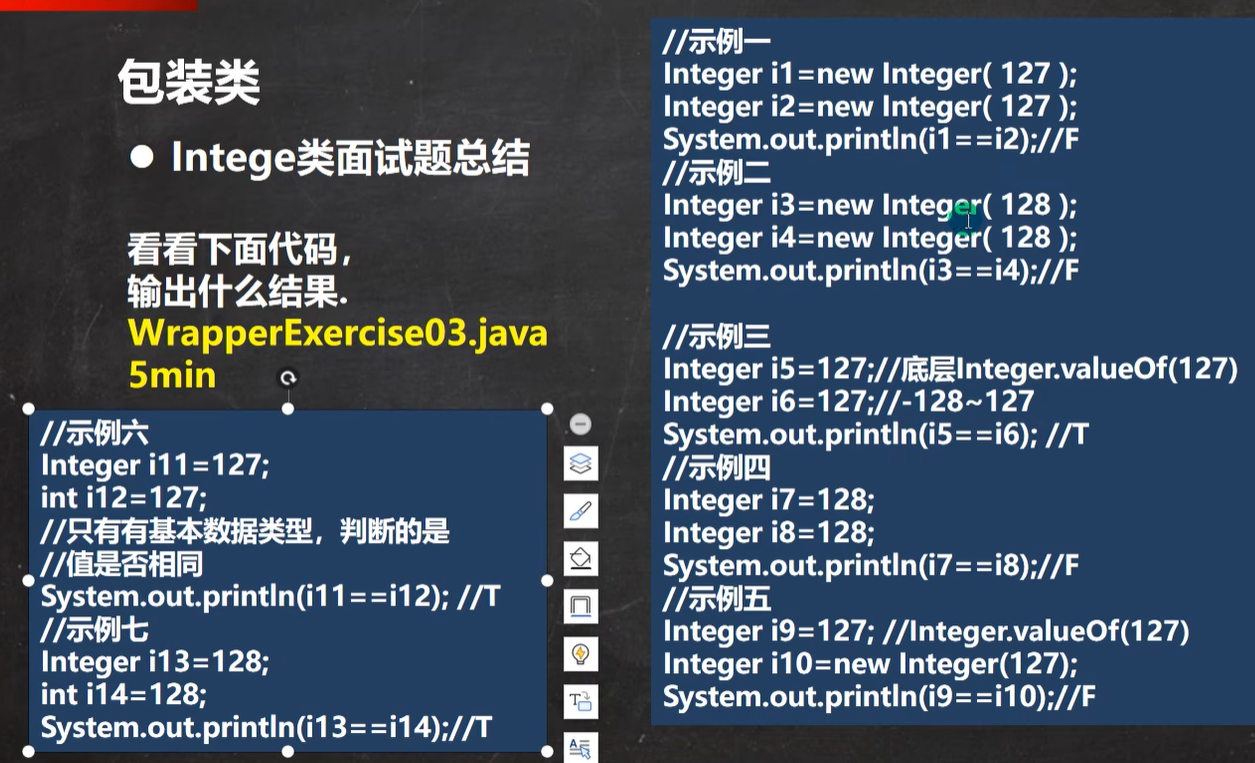 包装类
● Intege类面试题总结
看看下面代码，
输出什么结果.
WrapperExercise03.java
5min
//示例一
Integer i1=new Integer( 127 );
Integer i2=new Integer( 127 );
System.out.println(i1==i2);//F
//示例二
Integer i3=new Integer( 128 );
Integer i4=new Integer( 128 );
System.out.println(i3==i4);//F
//示例三
Integer i5=127;//底层Integer.valueOf(127)
Integer i6=127;//-128~127
System.out.println(i5==i6); //T
//示例四
Integer i7=128;
Integer i8=128;
System.out.println(i7==i8);//F
//示例五
Integer i9=127; //Integer.valueOf(127)
Integer i10=new Integer(127);
System.out.println(i9==i10);//F
//示例六
Integer i11=127;
int i12=127;
//只有有基本数据类型，判断的是
//值是否相同
System.out.println(i11==i12); //T
//示例七
Integer i13=128;
int i14=128;
System.out.println(i13==i14);//T